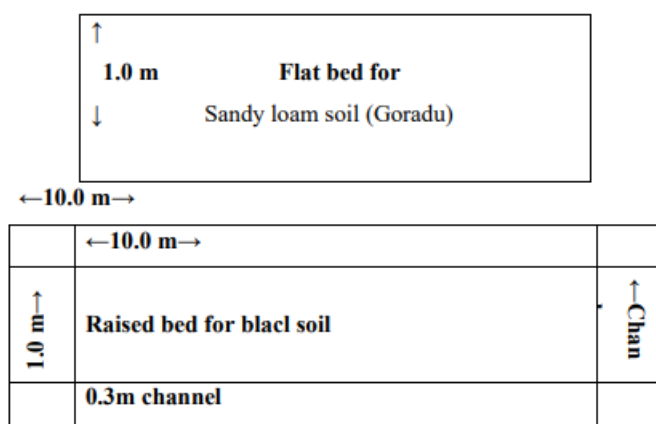 ↑
1.0 m Flat bed for
↓ Sandy loam soil (Goradu)
←10.0 m→
←10.0 m→
1.0 m→
Raised bed for blacl soil
←Chan
0.3m channel